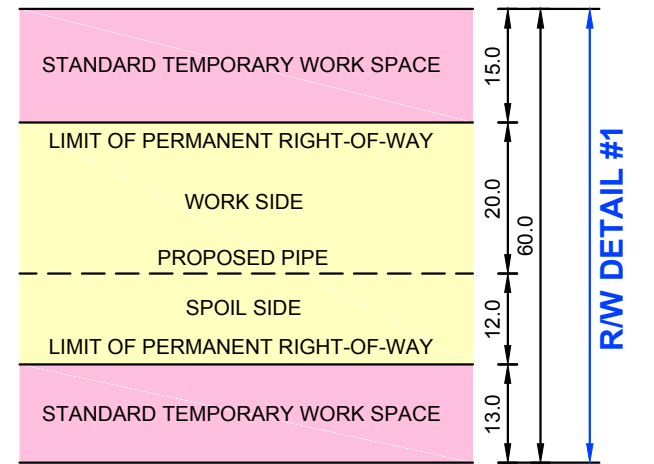 STANDARD TEMPORARY WORK SPACE
15.0
LIMIT OF PERMANENT RIGHT-OF-WAY
WORK SIDE
20.0
PROPOSED PIPE
60.0
SPOIL SIDE
12.0
LIMIT OF PERMANENT RIGHT-OF-WAY
STANDARD TEMPORARY WORK SPACE
13.0
R/W DETAIL #1